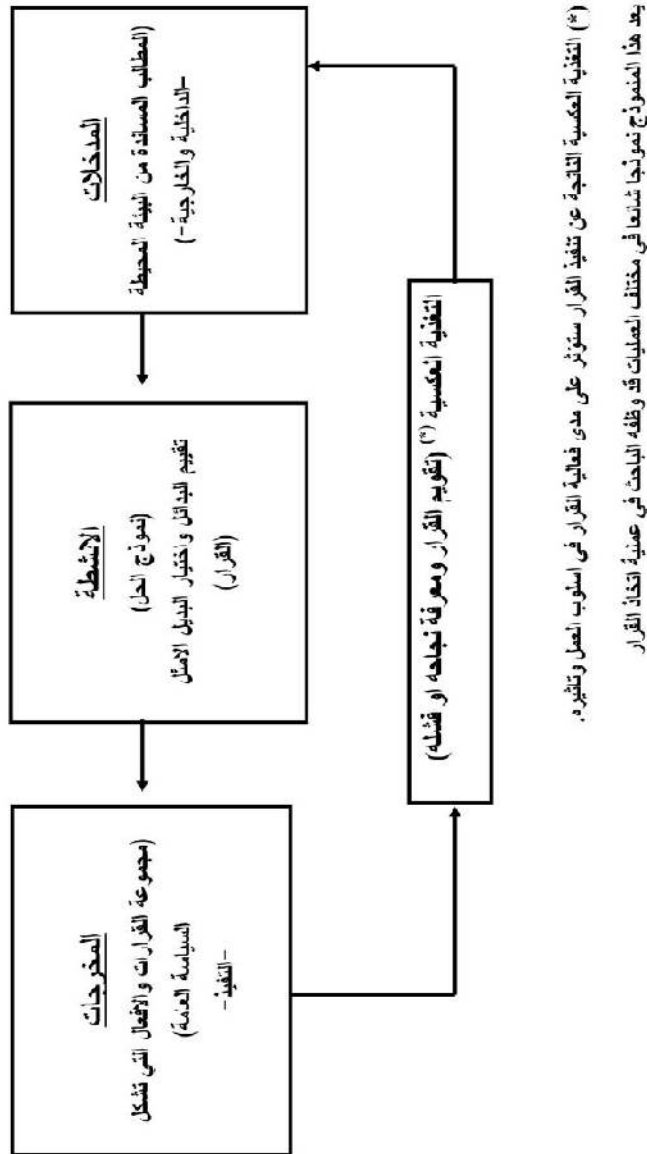 المدخلات
(المطالب المساندة من البيئة المحيطة
-الداخلية والخارجية-)
الانشطة
(نموذج الحل)
تقييم البدائل واختيار البديل الامثل
(القرار)
المخرجات
(مجموعة القرارات والافعال التي تشكل
السياسة العامة)
-التنفيذ-
التغذية العكسية (*) (تقويم القرار ومعرفة نجاحه او فشله)
(*) التغذية العكسية الناتجة عن تنفيذ القرار ستؤثر على مدى فعالية القرار في اسلوب العمل وتاثيره.
يعد هذا النموذج نموذجا شائعا في مختلف العمليات قد وظفه الباحث في عملية اتخاذ القرار